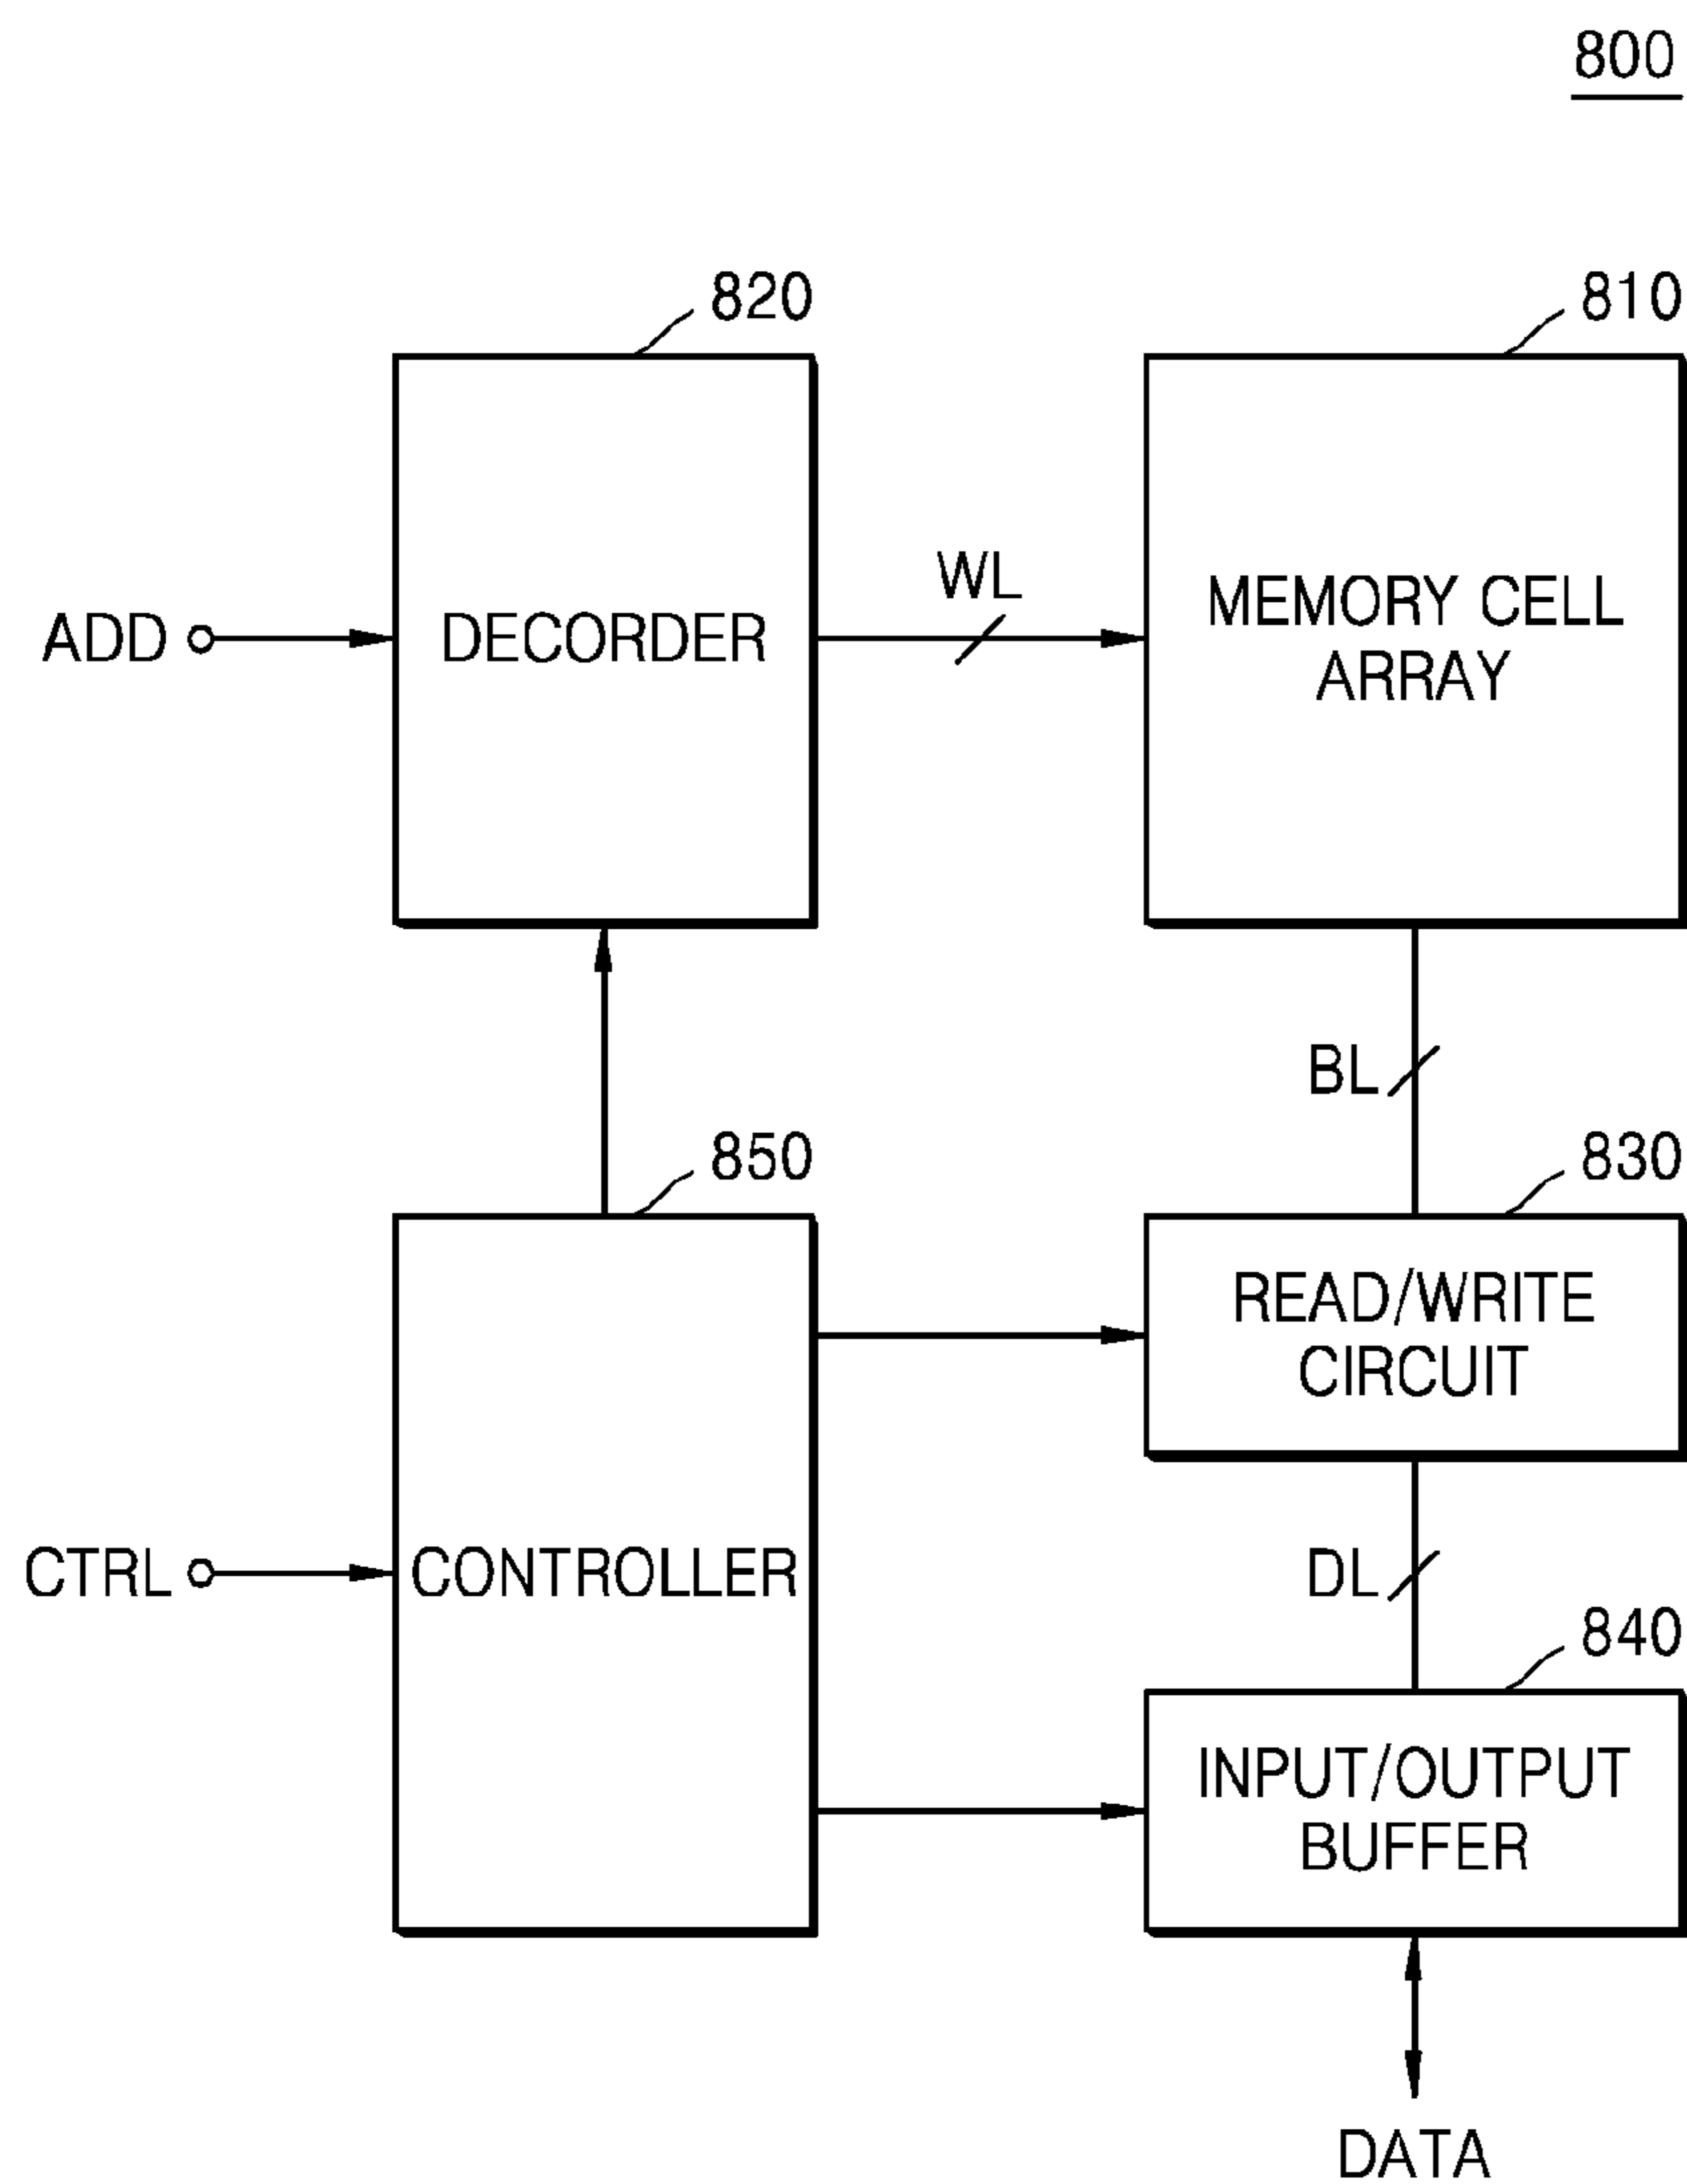 800
820
810
ADD
DECORDER
WL
MEMORY CELL
ARRAY
BL
850
830
READ/WRITE
CIRCUIT
CTRL
CONTROLLER
DL
840
INPUT/OUTPUT
BUFFER
DATA